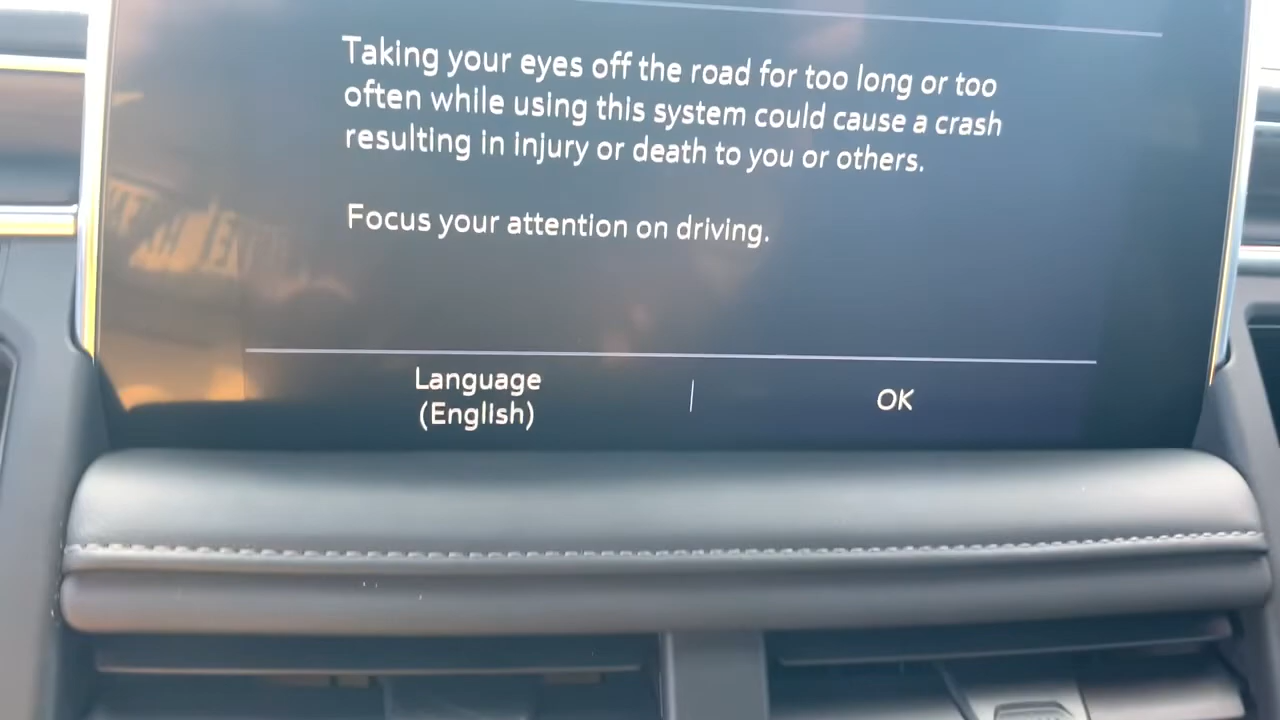 Taking your eyes off the road for too long or too
often while using this system could cause a crash
resulting in injury or death to you or others.
Focus your attention on driving.
Language
(English)
OK